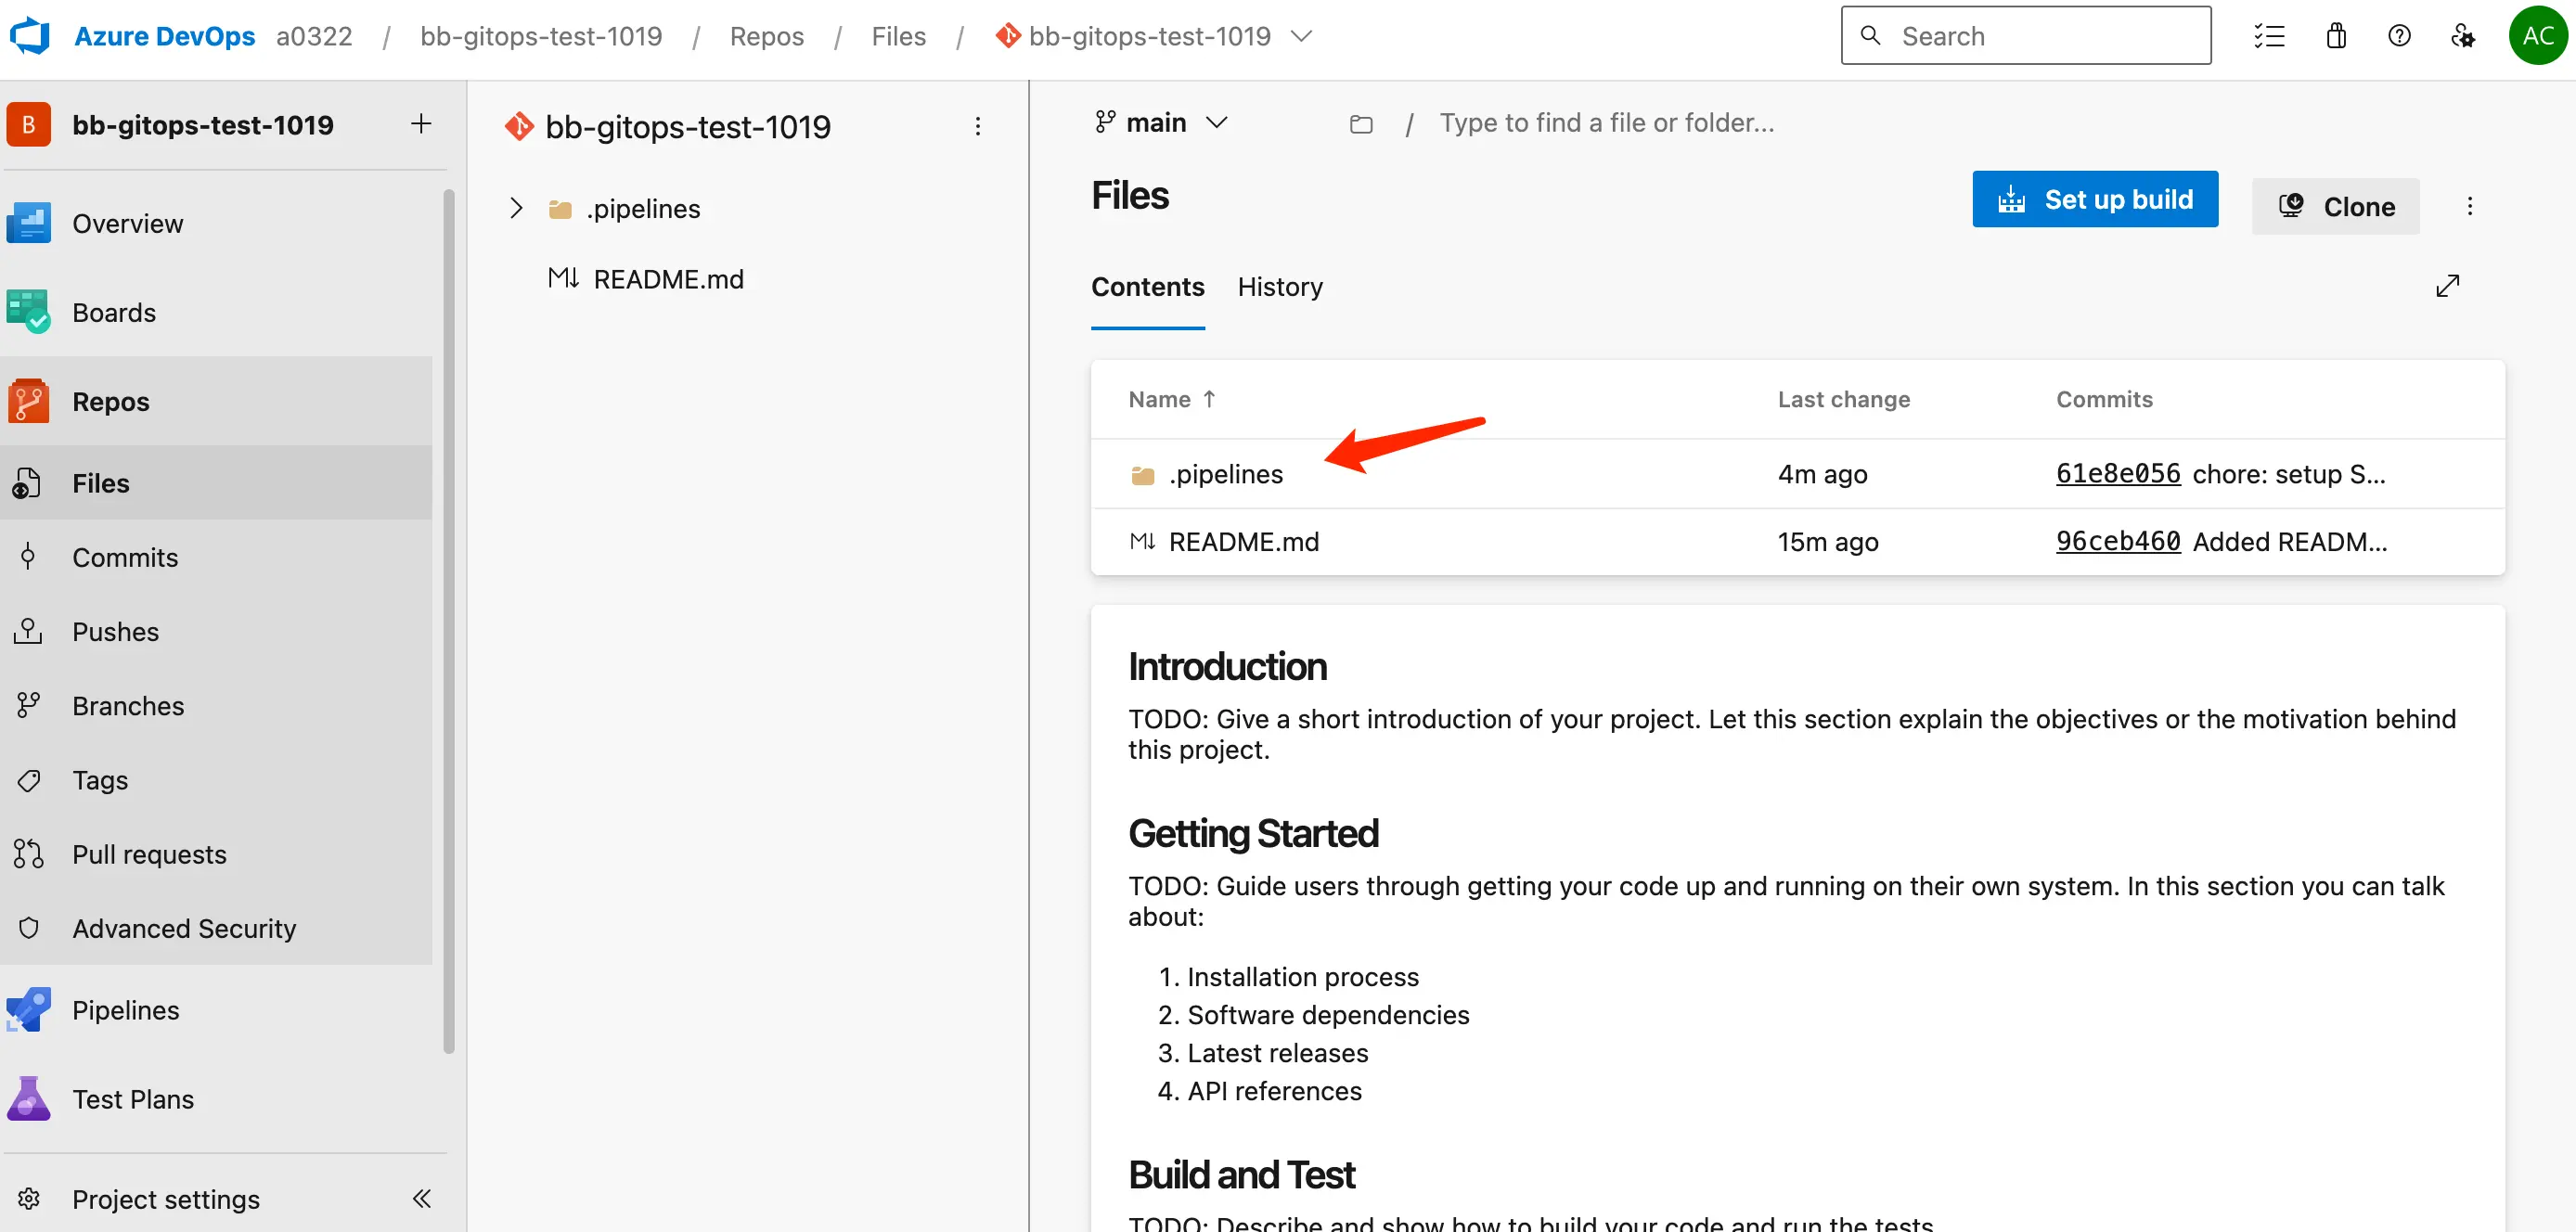 Azure DevOps a0322 / bb-gitops-test-1019 / Repos / Files / bb-gitops-test-1019
Search
AC
B bb-gitops-test-1019 +
Overview
Boards
Repos
Files
Commits
Pushes
Branches
Tags
Pull requests
Advanced Security
Pipelines
Test Plans
Project settings
bb-gitops-test-1019
.pipelines
README.md
main
/ Type to find a file or folder...
Files
Set up build
Clone
Contents History
Name ↑ Last change Commits
.pipelines 4m ago 61e8e056 chore: setup S...
README.md 15m ago 96ceb460 Added READM...
Introduction
TODO: Give a short introduction of your project. Let this section explain the objectives or the motivation behind
this project.
Getting Started
TODO: Guide users through getting your code up and running on their own system. In this section you can talk
about:
1. Installation process
2. Software dependencies
3. Latest releases
4. API references
Build and Test
TODO: Describe and show how to build your code and run the tests.